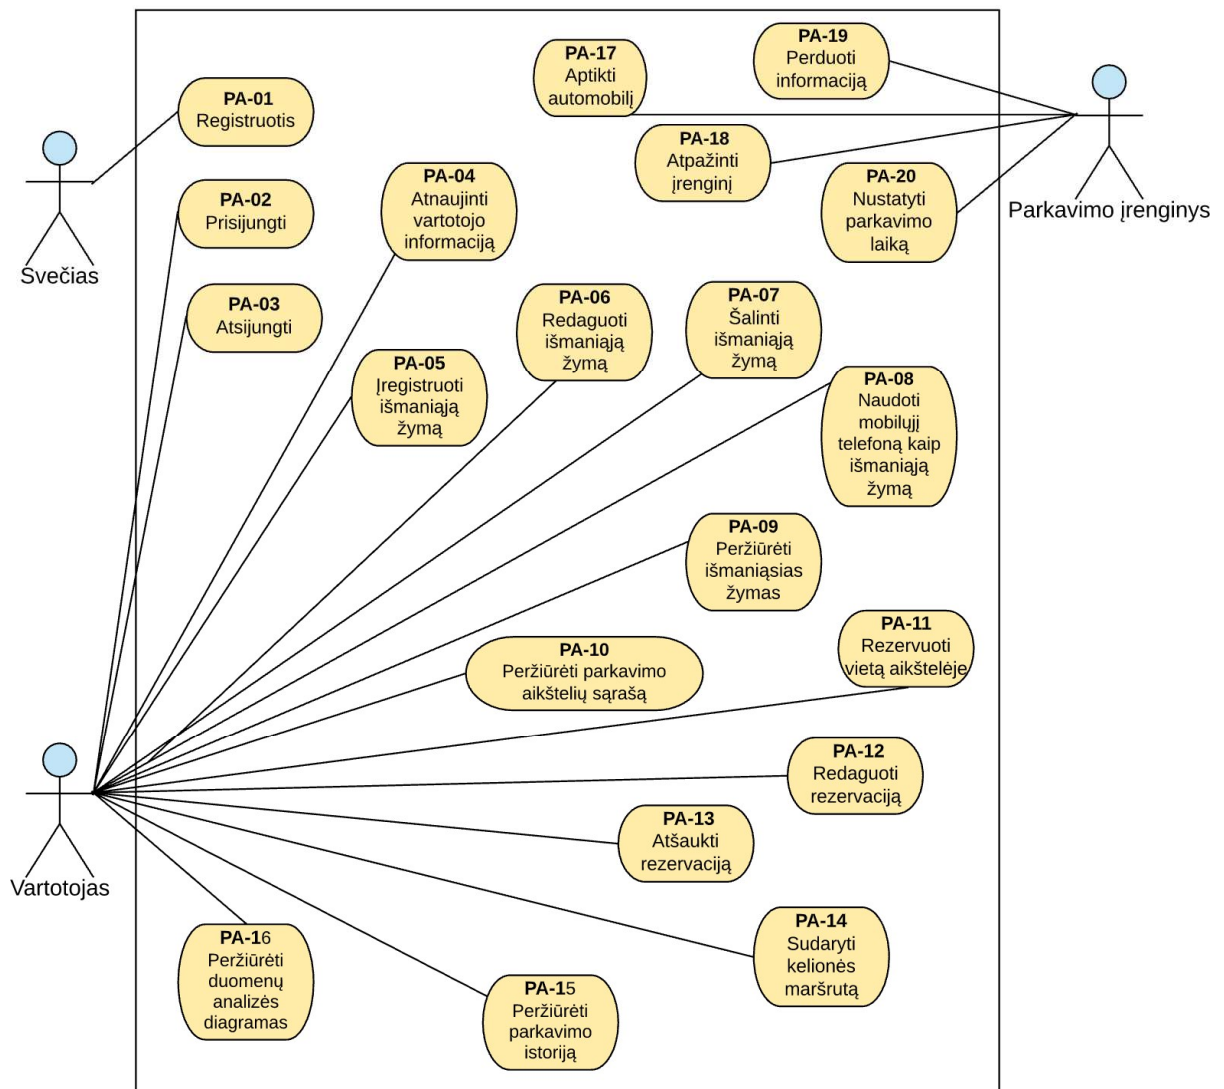 PA-17
Aptikti
automobilį
PA-19
Perduoti
informaciją
PA-01
Registruotis
PA-18
Atpažinti
įrenginį
PA-04
Atnaujinti
vartotojo
informaciją
PA-20
Nustatyti
parkavimo
laiką
Parkavimo įrenginys
PA-02
Prisijungti
Svečias
PA-03
Atsijungti
PA-06
Redaguoti
išmaniąją
žymą
PA-07
Šalinti
išmaniąją
žymą
PA-05
Įregistruoti
išmaniąją
žymą
PA-08
Naudoti
mobilųjį
telefoną kaip
išmaniąją
žymą
PA-09
Peržiūrėti
išmaniąsias
žymas
PA-11
Rezervuoti
vietą aikštelėje
PA-10
Peržiūrėti parkavimo
aikštelių sąrašą
PA-12
Redaguoti
rezervaciją
PA-13
Atšaukti
rezervaciją
Vartotojas
PA-14
Sudaryti
kelionės
maršrutą
PA-16
Peržiūrėti
duomenų
analizės
diagramas
PA-15
Peržiūrėti
parkavimo
istoriją